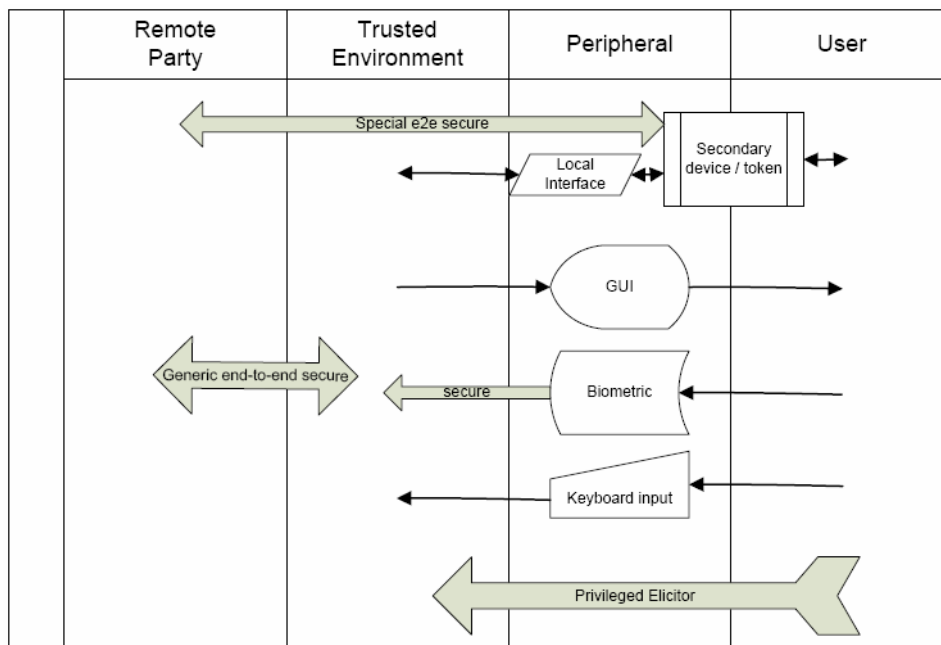 Remote
Party
Trusted
Environment
Peripheral
User
Special e2e secure
Secondary
device / token
Local
Interface
GUI
Generic end-to-end secure
secure
Biometric
Keyboard input
Privileged Elicitor